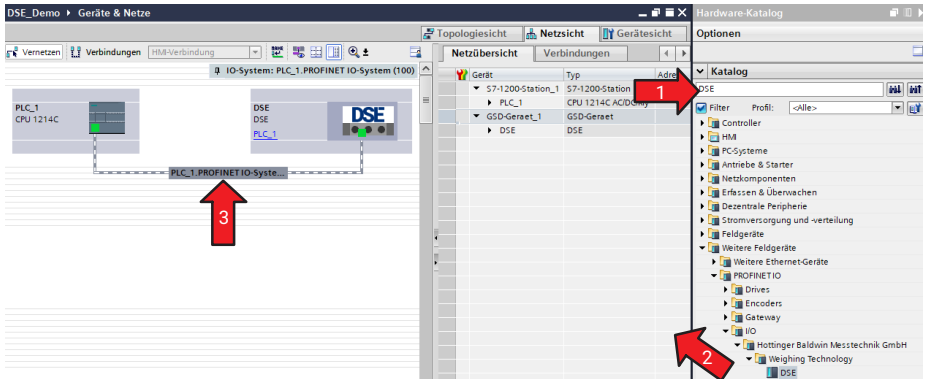 DSE_Demo ▸ Geräte & Netze
Hardware-Katalog
Topologiesicht
Netzsicht
Gerätesicht
Optionen
Vernetzen
Verbindungen
HMI-Verbindung
Netzübersicht
Verbindungen
IO-System: PLC_1.PROFINET IO-System (100)
PLC_1
CPU 1214C
DSE
DSE
PLC_1
DSE
PLC_1.PROFINET IO-Syste...
3
Gerät
Typ
S7-1200-Station_1
S7-1200-Station
PLC_1
CPU 1214C AC/DC/Rly
GSD-Geraet_1
GSD-Geraet
DSE
DSE
1
2
Katalog
DSE
Filter
Profil:
<Alle>
Controller
HMI
PC-Systeme
Antriebe & Starter
Netzkomponenten
Erfassen & Überwachen
Dezentrale Peripherie
Stromversorgung und -verteilung
Feldgeräte
Weitere Feldgeräte
Weitere Ethernet-Geräte
PROFINET IO
Drives
Encoders
Gateway
I/O
Hottinger Baldwin Messtechnik GmbH
Weighing Technology
DSE